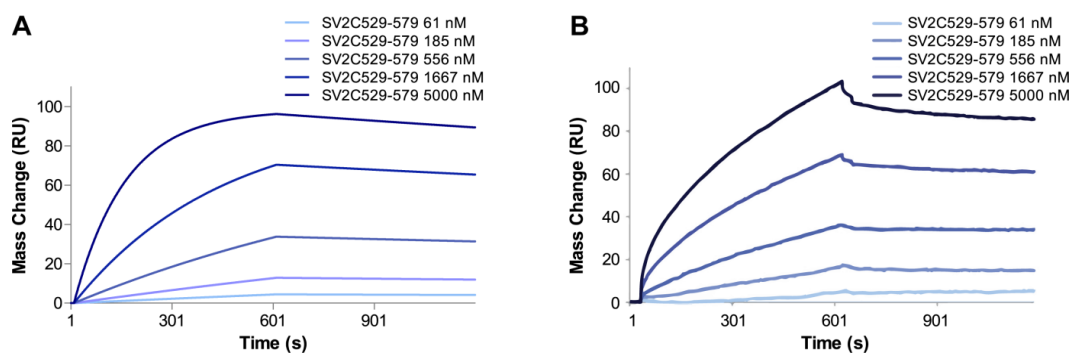 A
SV2C529-579 61 nM
SV2C529-579 185 nM
SV2C529-579 556 nM
SV2C529-579 1667 nM
SV2C529-579 5000 nM
Mass Change (RU)
100
80
60
40
20
0
1
301
601
901
Time (s)
B
SV2C529-579 61 nM
SV2C529-579 185 nM
SV2C529-579 556 nM
SV2C529-579 1667 nM
SV2C529-579 5000 nM
Mass Change (RU)
100
80
60
40
20
0
1
301
601
901
Time (s)